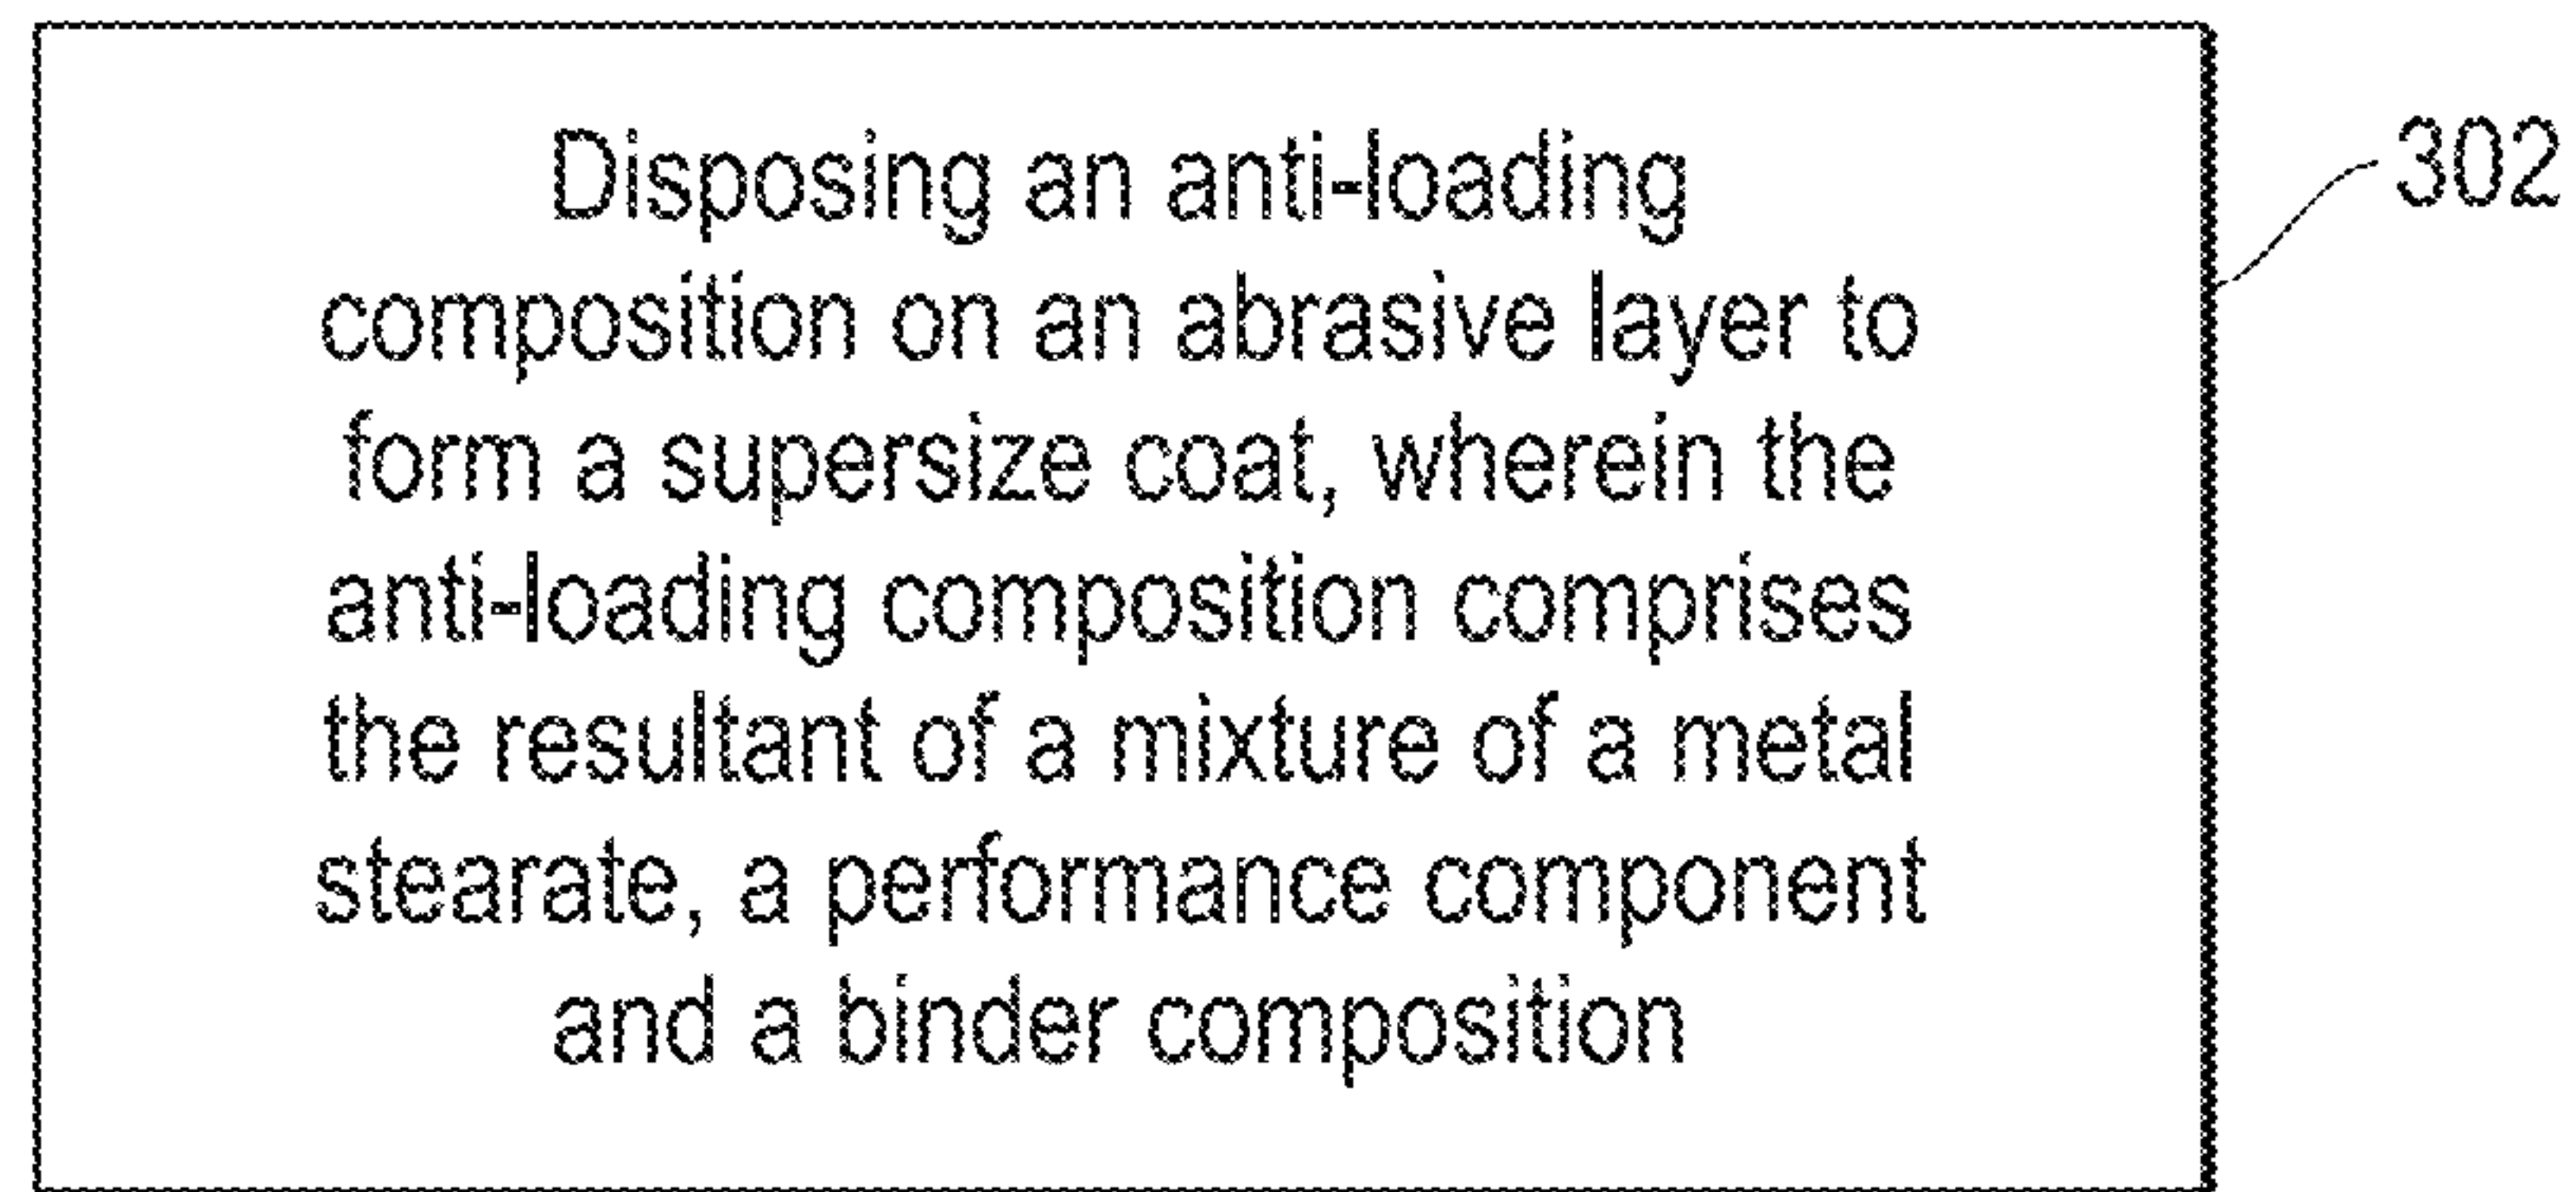 Disposing an anti-loading
composition on an abrasive layer to
form a supersize coat, wherein the
anti-loading composition comprises
the resultant of a mixture of a metal
stearate, a performance component
and a binder composition
302